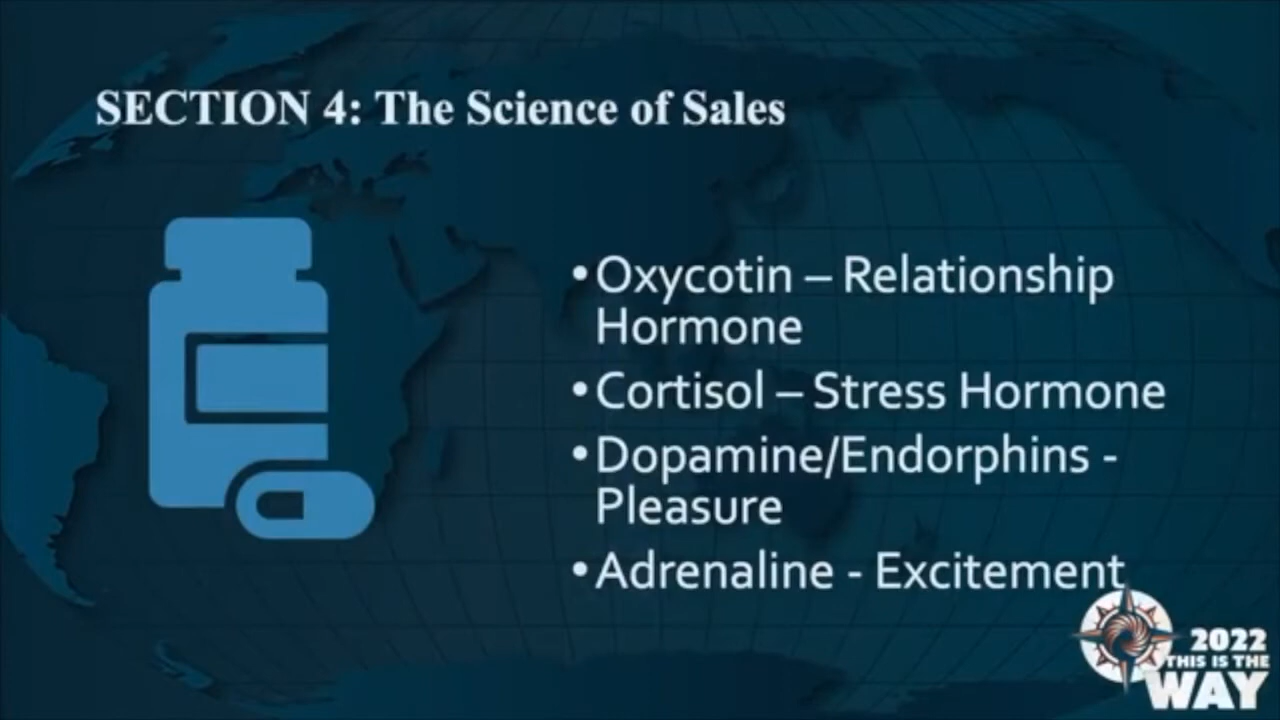 SECTION 4: The Science of Sales
•Oxycotin – Relationship
Hormone
•Cortisol – Stress Hormone
•Dopamine/Endorphins -
Pleasure
•Adrenaline - Excitement
2022
THIS IS THE
WAY